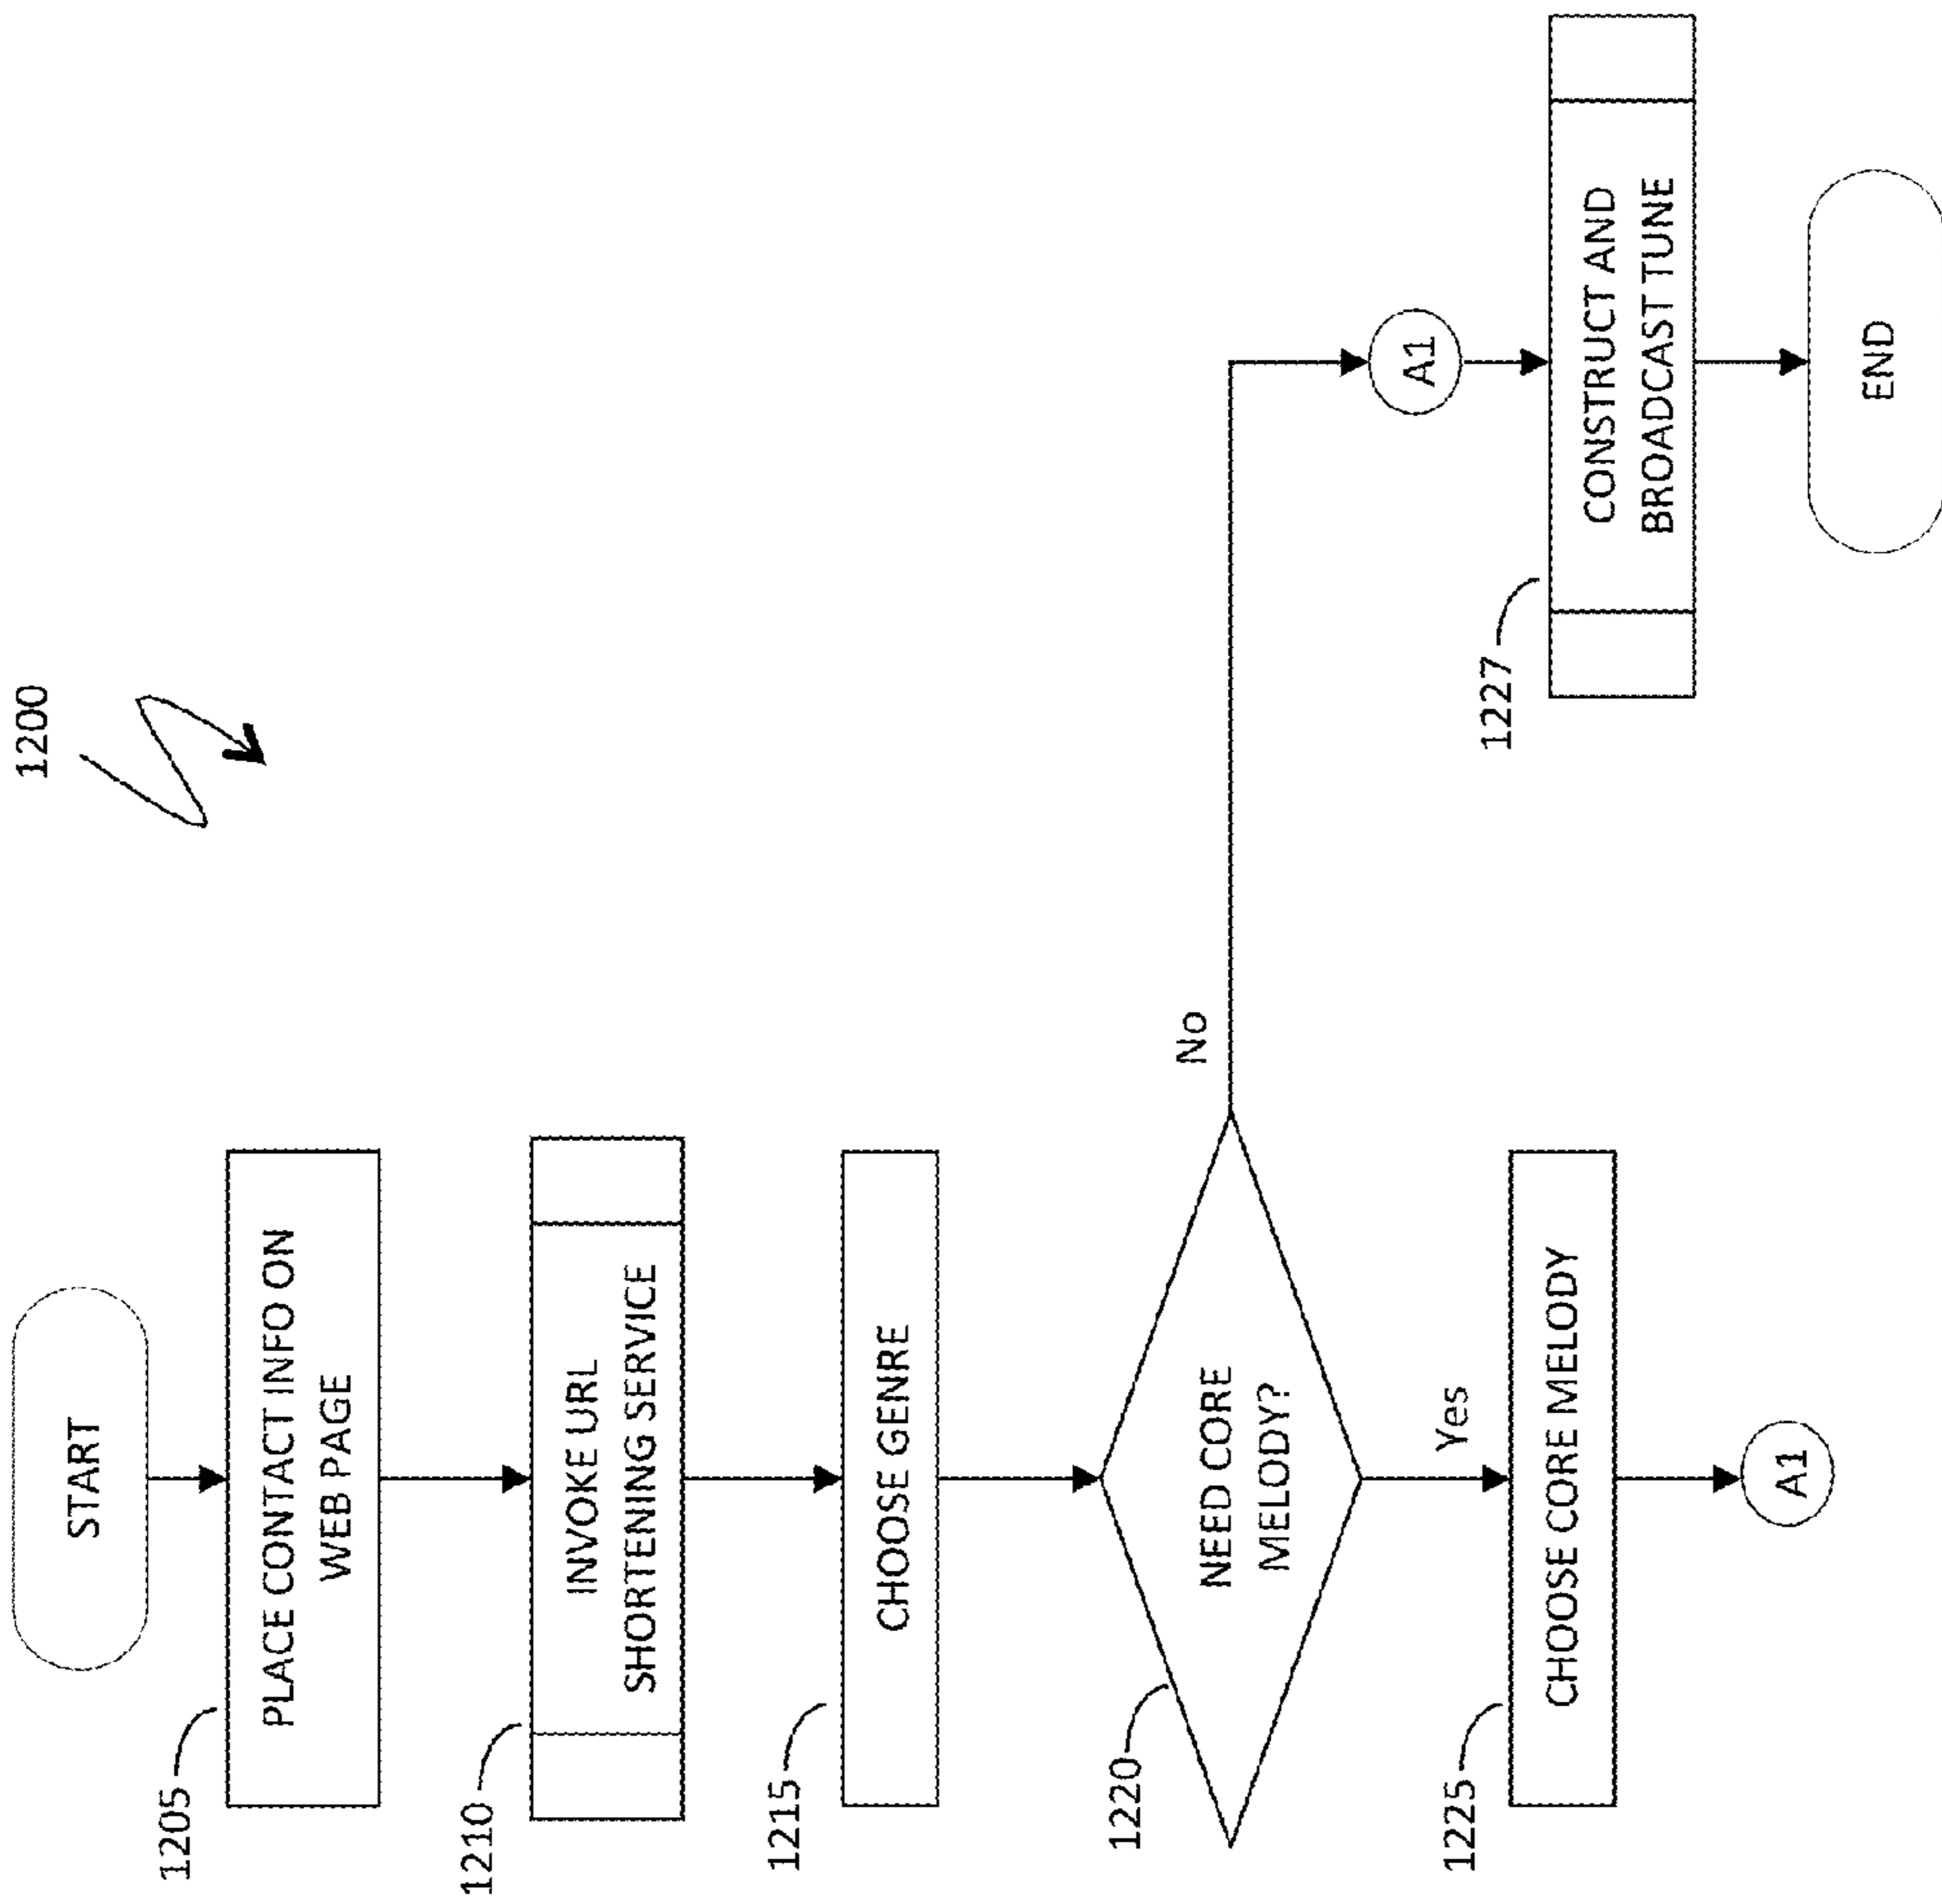 1200
START
1205
PLACE CONTACT INFO ON
WEB PAGE
1210
INVOKE URL
SHORTENING SERVICE
1215
CHOOSE GENRE
1220
NEED CORE
MELODY?
No
Yes
1225
CHOOSE CORE MELODY
A1
A1
1227
CONSTRUCT AND
BROADCAST TUNE
END